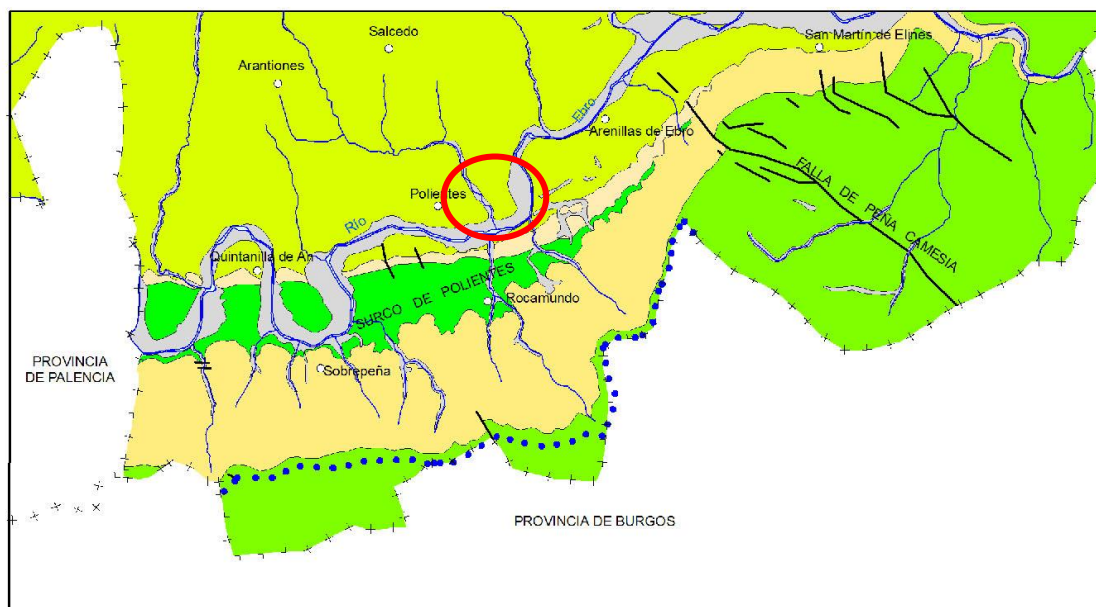 San Martín de Elines
Salcedo
Arantiones
Ebro
Arenillas de Ebro
Polientes
Río
Quintanilla de An
FALLA DE PEÑA CAMESIA
SURCO DE POLIENTES
Rocamundo
PROVINCIA
DE PALENCIA
Sobrepeña
PROVINCIA DE BURGOS